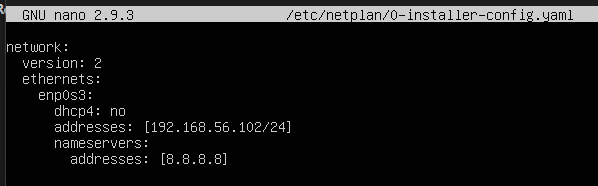 GNU nano 2.9.3 /etc/netplan/0-installer-config.yaml
network:
  version: 2
  ethernets:
    enp0s3:
      dhcp4: no
      addresses: [192.168.56.102/24]
      nameservers:
        addresses: [8.8.8.8]